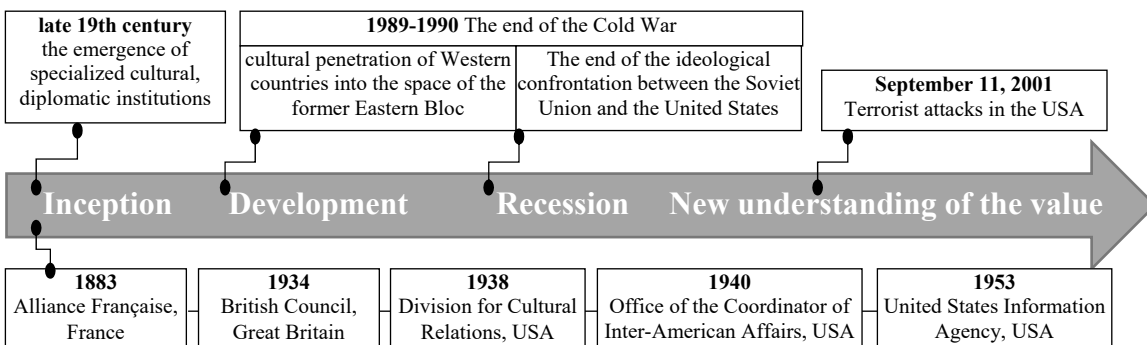 late 19th century
the emergence of
specialized cultural,
diplomatic institutions
1989-1990 The end of the Cold War
cultural penetration of Western
countries into the space of the
former Eastern Bloc
The end of the ideological
confrontation between the Soviet
Union and the United States
September 11, 2001
Terrorist attacks in the USA
Inception
Development
Recession
New understanding of the value
1883
Alliance Française,
France
1934
British Council,
Great Britain
1938
Division for Cultural
Relations, USA
1940
Office of the Coordinator of
Inter-American Affairs, USA
1953
United States Information
Agency, USA